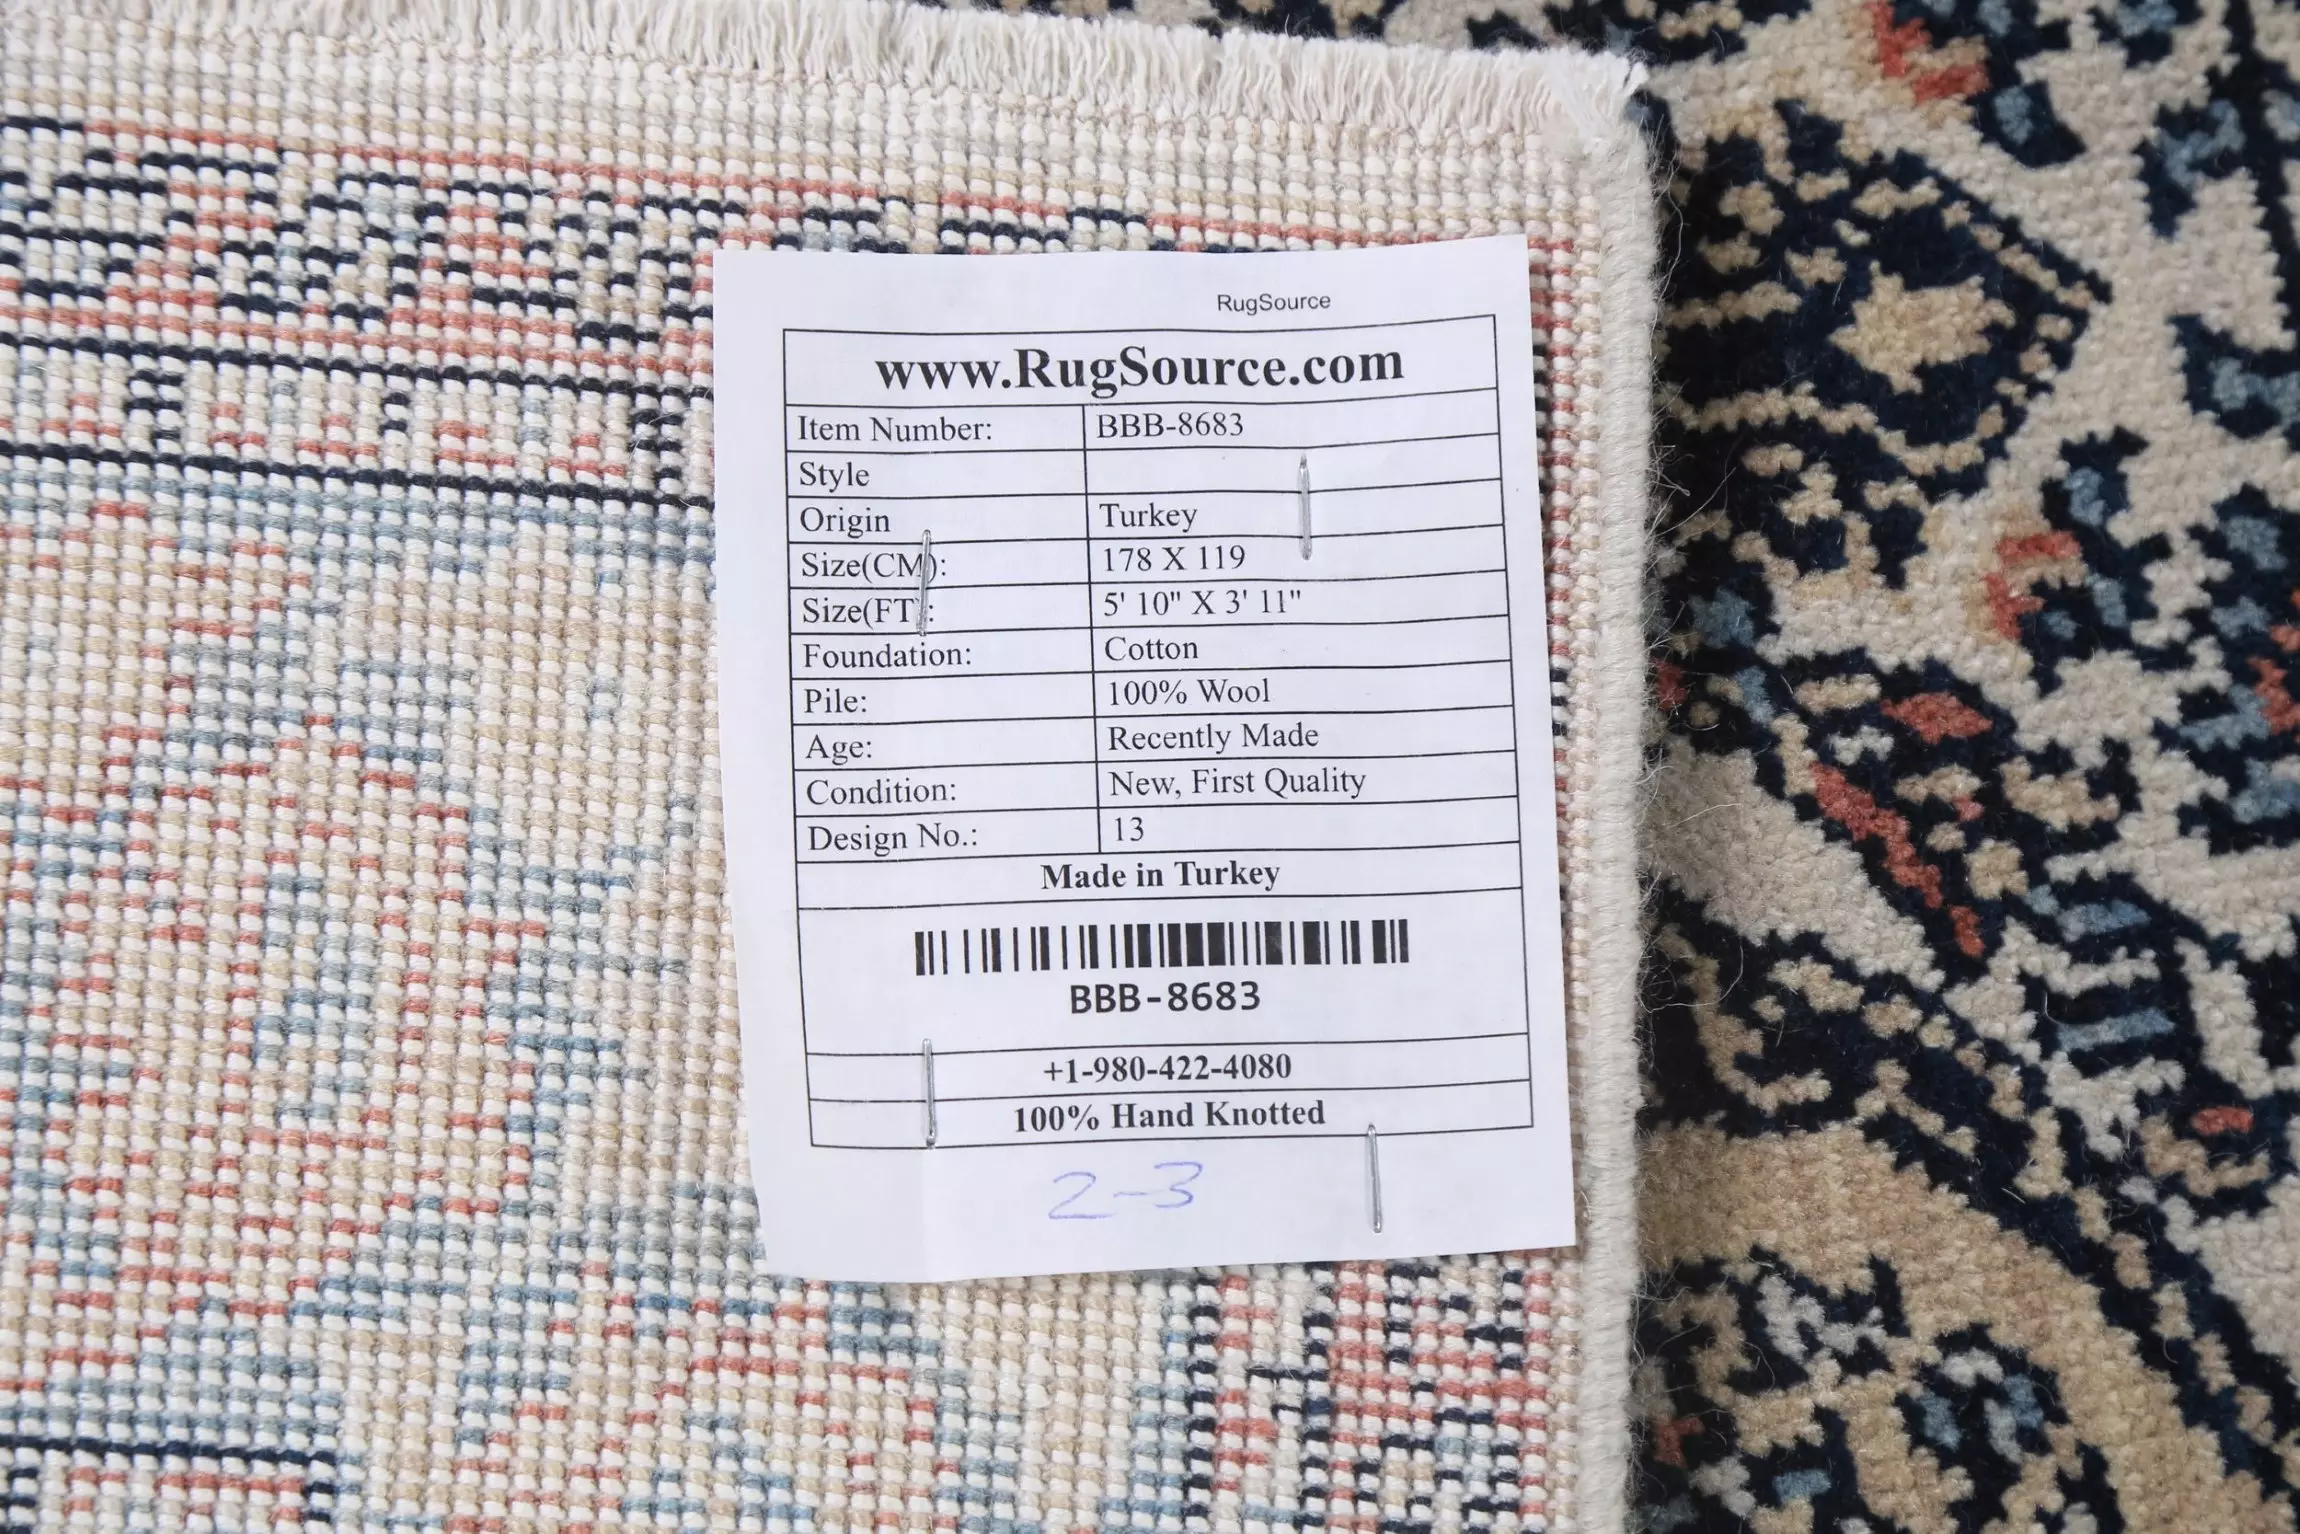 RugSource
www.RugSource.com
Item Number: BBB-8683
Style
Origin Turkey
Size(CM): 178 X 119
Size(FT): 5' 10" X 3' 11"
Foundation: Cotton
Pile: 100% Wool
Age: Recently Made
Condition: New, First Quality
Design No.: 13
Made in Turkey
BBB-8683
+1-980-422-4080
100% Hand Knotted
2-3